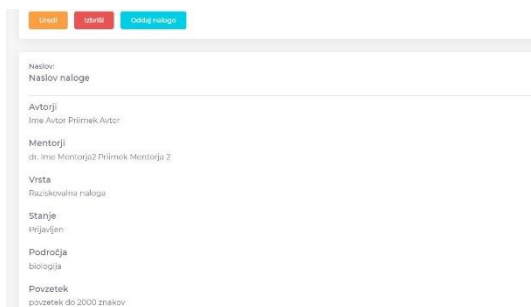 Uredi Izbriši Oddaj nalogo
Naslov:
Naslov naloge
Avtorji
Ime Avtor Priimek Avtor
Mentorji
dr. Ime Mentorja2 Priimek Mentorja 2
Vrsta
Raziskovalna naloga
Stanje
Prijavljen
Področja
biologija
Povzetek
povzetek do 2000 znakov